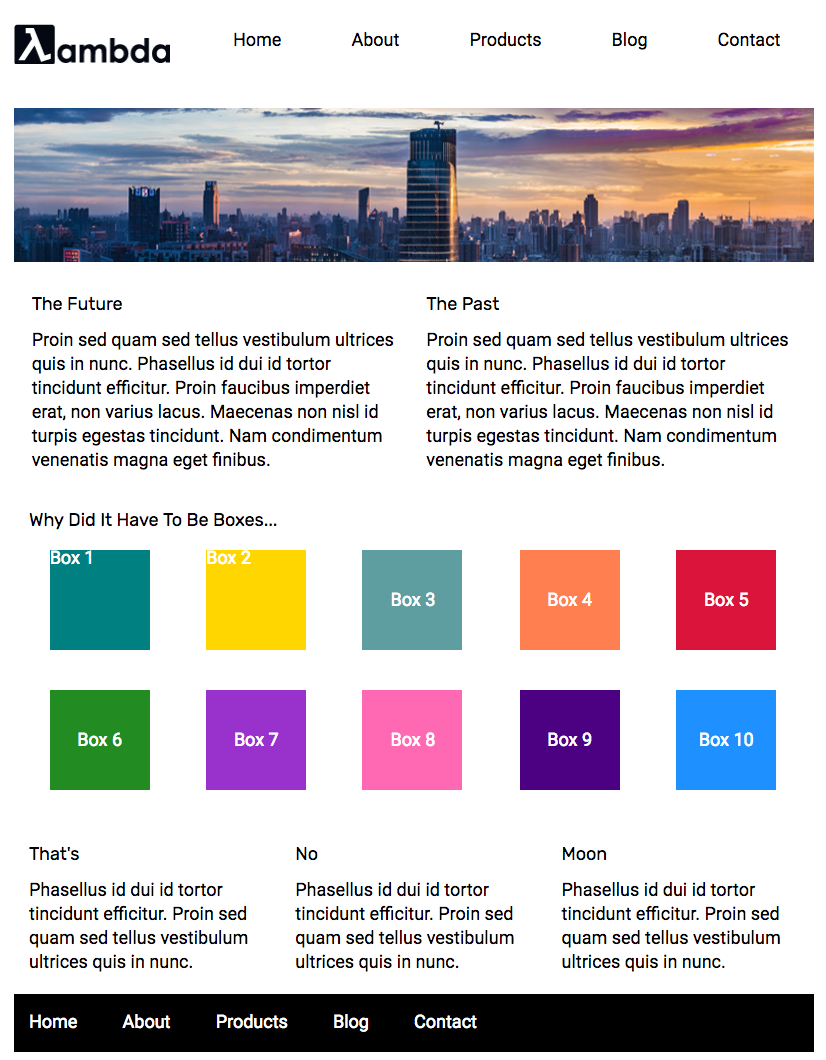 λambda
Home About Products Blog Contact
The Future
Proin sed quam sed tellus vestibulum ultrices
quis in nunc. Phasellus id dui id tortor
tincidunt efficitur. Proin faucibus imperdiet
erat, non varius lacus. Maecenas non nisl id
turpis egestas tincidunt. Nam condimentum
venenatis magna eget finibus.
The Past
Proin sed quam sed tellus vestibulum ultrices
quis in nunc. Phasellus id dui id tortor
tincidunt efficitur. Proin faucibus imperdiet
erat, non varius lacus. Maecenas non nisl id
turpis egestas tincidunt. Nam condimentum
venenatis magna eget finibus.
Why Did It Have To Be Boxes...
Box 1 Box 2 Box 3 Box 4 Box 5
Box 6 Box 7 Box 8 Box 9 Box 10
That's
Phasellus id dui id tortor
tincidunt efficitur. Proin sed
quam sed tellus vestibulum
ultrices quis in nunc.
No
Phasellus id dui id tortor
tincidunt efficitur. Proin sed
quam sed tellus vestibulum
ultrices quis in nunc.
Moon
Phasellus id dui id tortor
tincidunt efficitur. Proin sed
quam sed tellus vestibulum
ultrices quis in nunc.
Home About Products Blog Contact